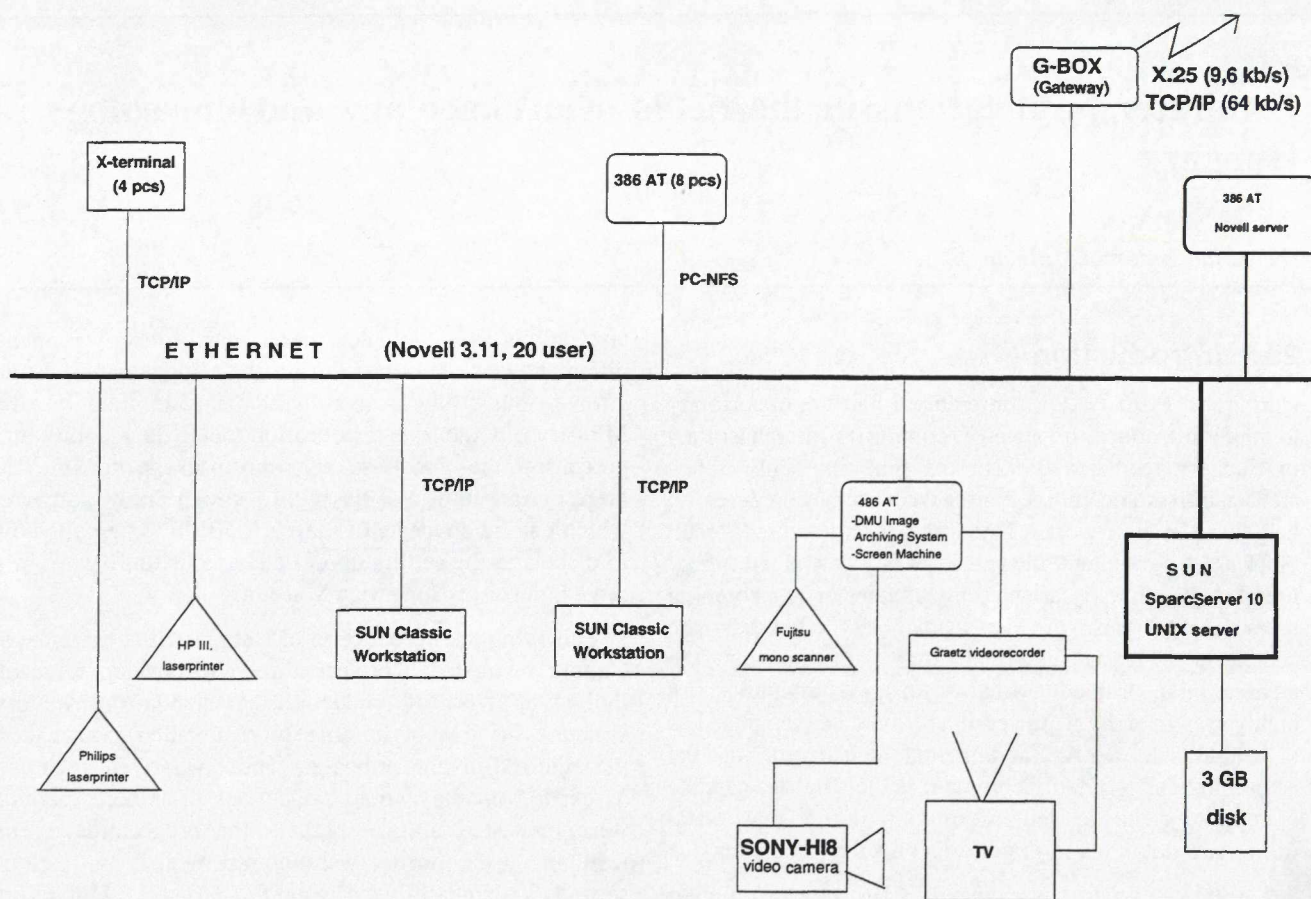 G-BOX
(Gateway)
X.25 (9,6 kb/s)
TCP/IP (64 kb/s)
X-terminal
(4 pcs)
386 AT (8 pcs)
386 AT
Novell server
TCP/IP
PC-NFS
ETHERNET (Novell 3.11, 20 user)
TCP/IP
TCP/IP
486 AT
-DMU Image
Archiving System
-Screen Machine
SUN
SparcServer 10
UNIX server
HP III,
laserprinter
SUN Classic
Workstation
SUN Classic
Workstation
Fujitsu
mono scanner
Graetz videorecorder
Philips
laserprinter
3 GB
disk
SONY-HI8
video camera
TV